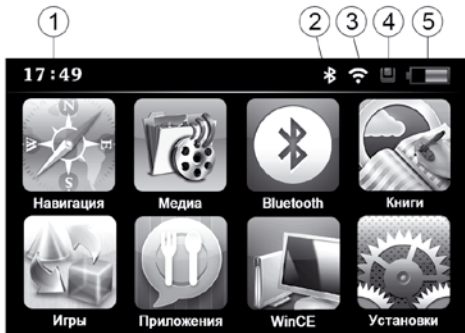 1 2 3 4 5
17:49
N
W E
S
Навигация Медиа Bluetooth Книги
Игры Приложения WinCE Установки